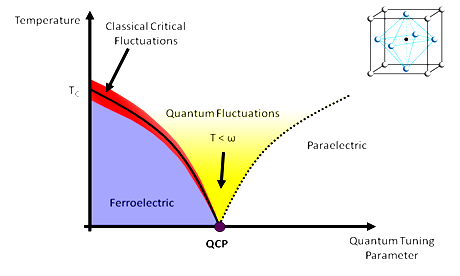 Temperature
Classical Critical
Fluctuations
T_C
Quantum Fluctuations
T < ω
Paraelectric
Ferroelectric
QCP
Quantum Tuning
Parameter